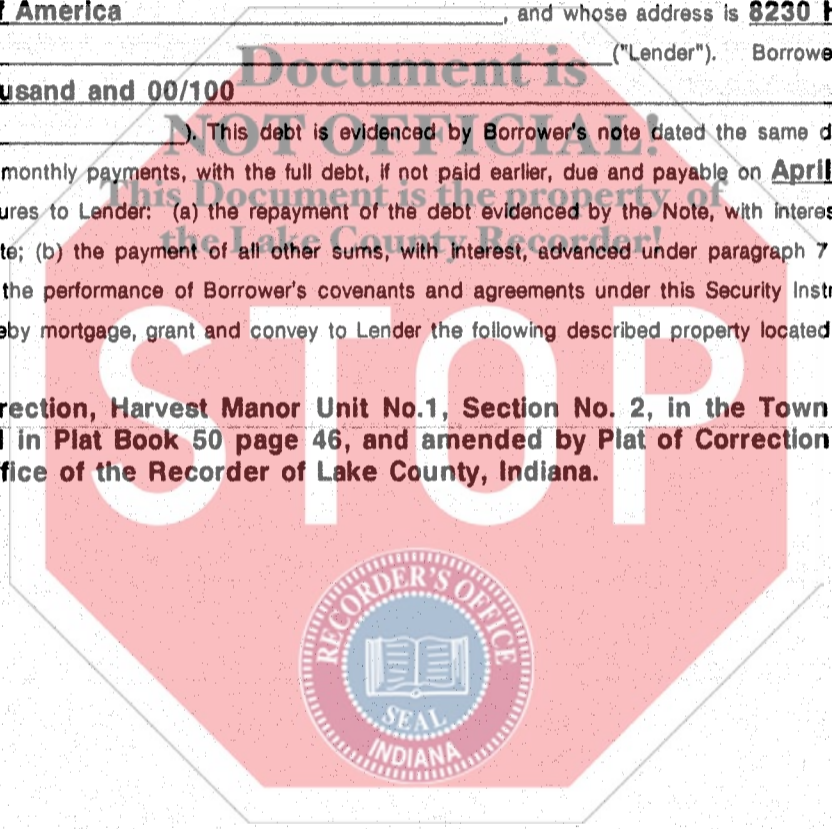 f America, and whose address is 8230
("Lender"). Borrowe
Document is
usand and 00/100
NOT OFFICIAL!
). This debt is evidenced by Borrower's note dated the same d
monthly payments, with the full debt, if not paid earlier, due and payable on April
This Document is the property of
ures to Lender: (a) the repayment of the debt evidenced by the Note, with interes
the Lake County Recorder!
te; (b) the payment of all other sums, with interest, advanced under paragraph 7
the performance of Borrower's covenants and agreements under this Security Instr
eby mortgage, grant and convey to Lender the following described property located
STOP
rection, Harvest Manor Unit No.1, Section No. 2, in the Town
in Plat Book 50 page 46, and amended by Plat of Correction
fice of the Recorder of Lake County, Indiana.
RECORDER'S OFFICE
SEAL
INDIANA